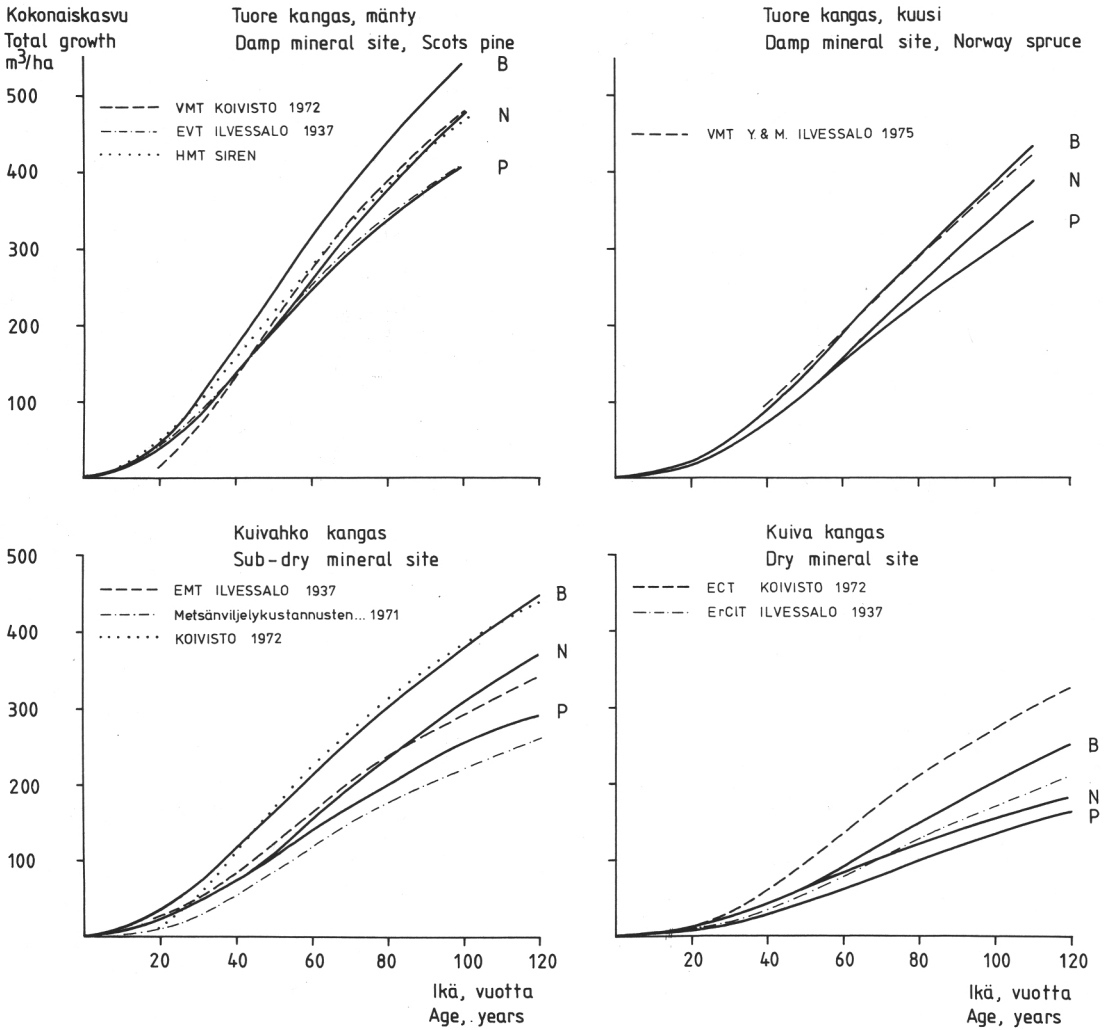 Kokonaiskasvu
Total growth
m³/ha
Tuore kangas, mänty
Damp mineral site, Scots pine
500
400
300
200
100
VMT KOIVISTO 1972
EVT ILVESSALO 1937
HMT SIREN
B
N
P
Tuore kangas, kuusi
Damp mineral site, Norway spruce
VMT Y. & M. ILVESSALO 1975
B
N
P
Kuivahko kangas
Sub-dry mineral site
500
400
300
200
100
EMT ILVESSALO 1937
Metsänviljelykustannusten... 1971
KOIVISTO 1972
B
N
P
20 40 60 80 100 120
Ikä, vuotta
Age, years
Kuiva kangas
Dry mineral site
ECT KOIVISTO 1972
ErClT ILVESSALO 1937
B
N
P
20 40 60 80 100 120
Ikä, vuotta
Age, years